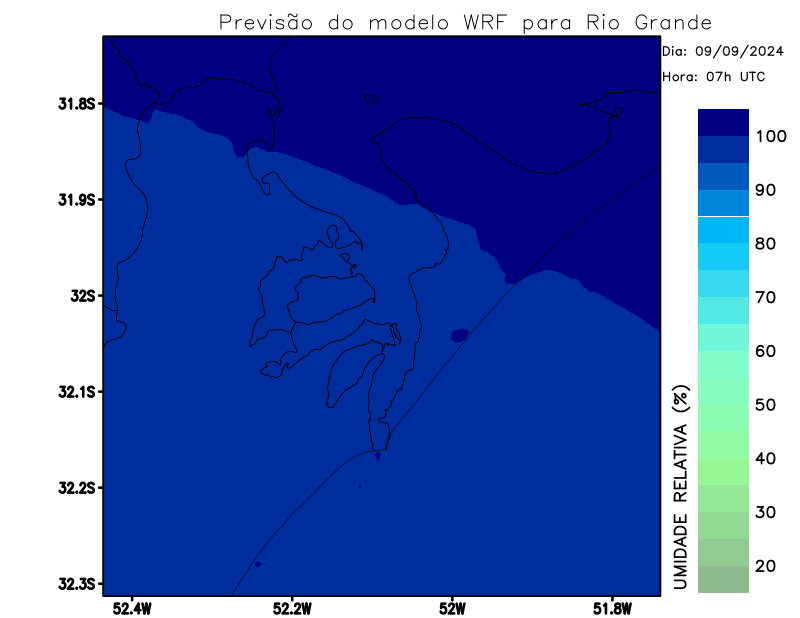 Previsão do modelo WRF para Rio Grande
Dia: 09/09/2024
Hora: 07h UTC
31.8S
31.9S
32S
32.1S
32.2S
32.3S
52.4W
52.2W
52W
51.8W
UMIDADE RELATIVA (%)
100
90
80
70
60
50
40
30
20